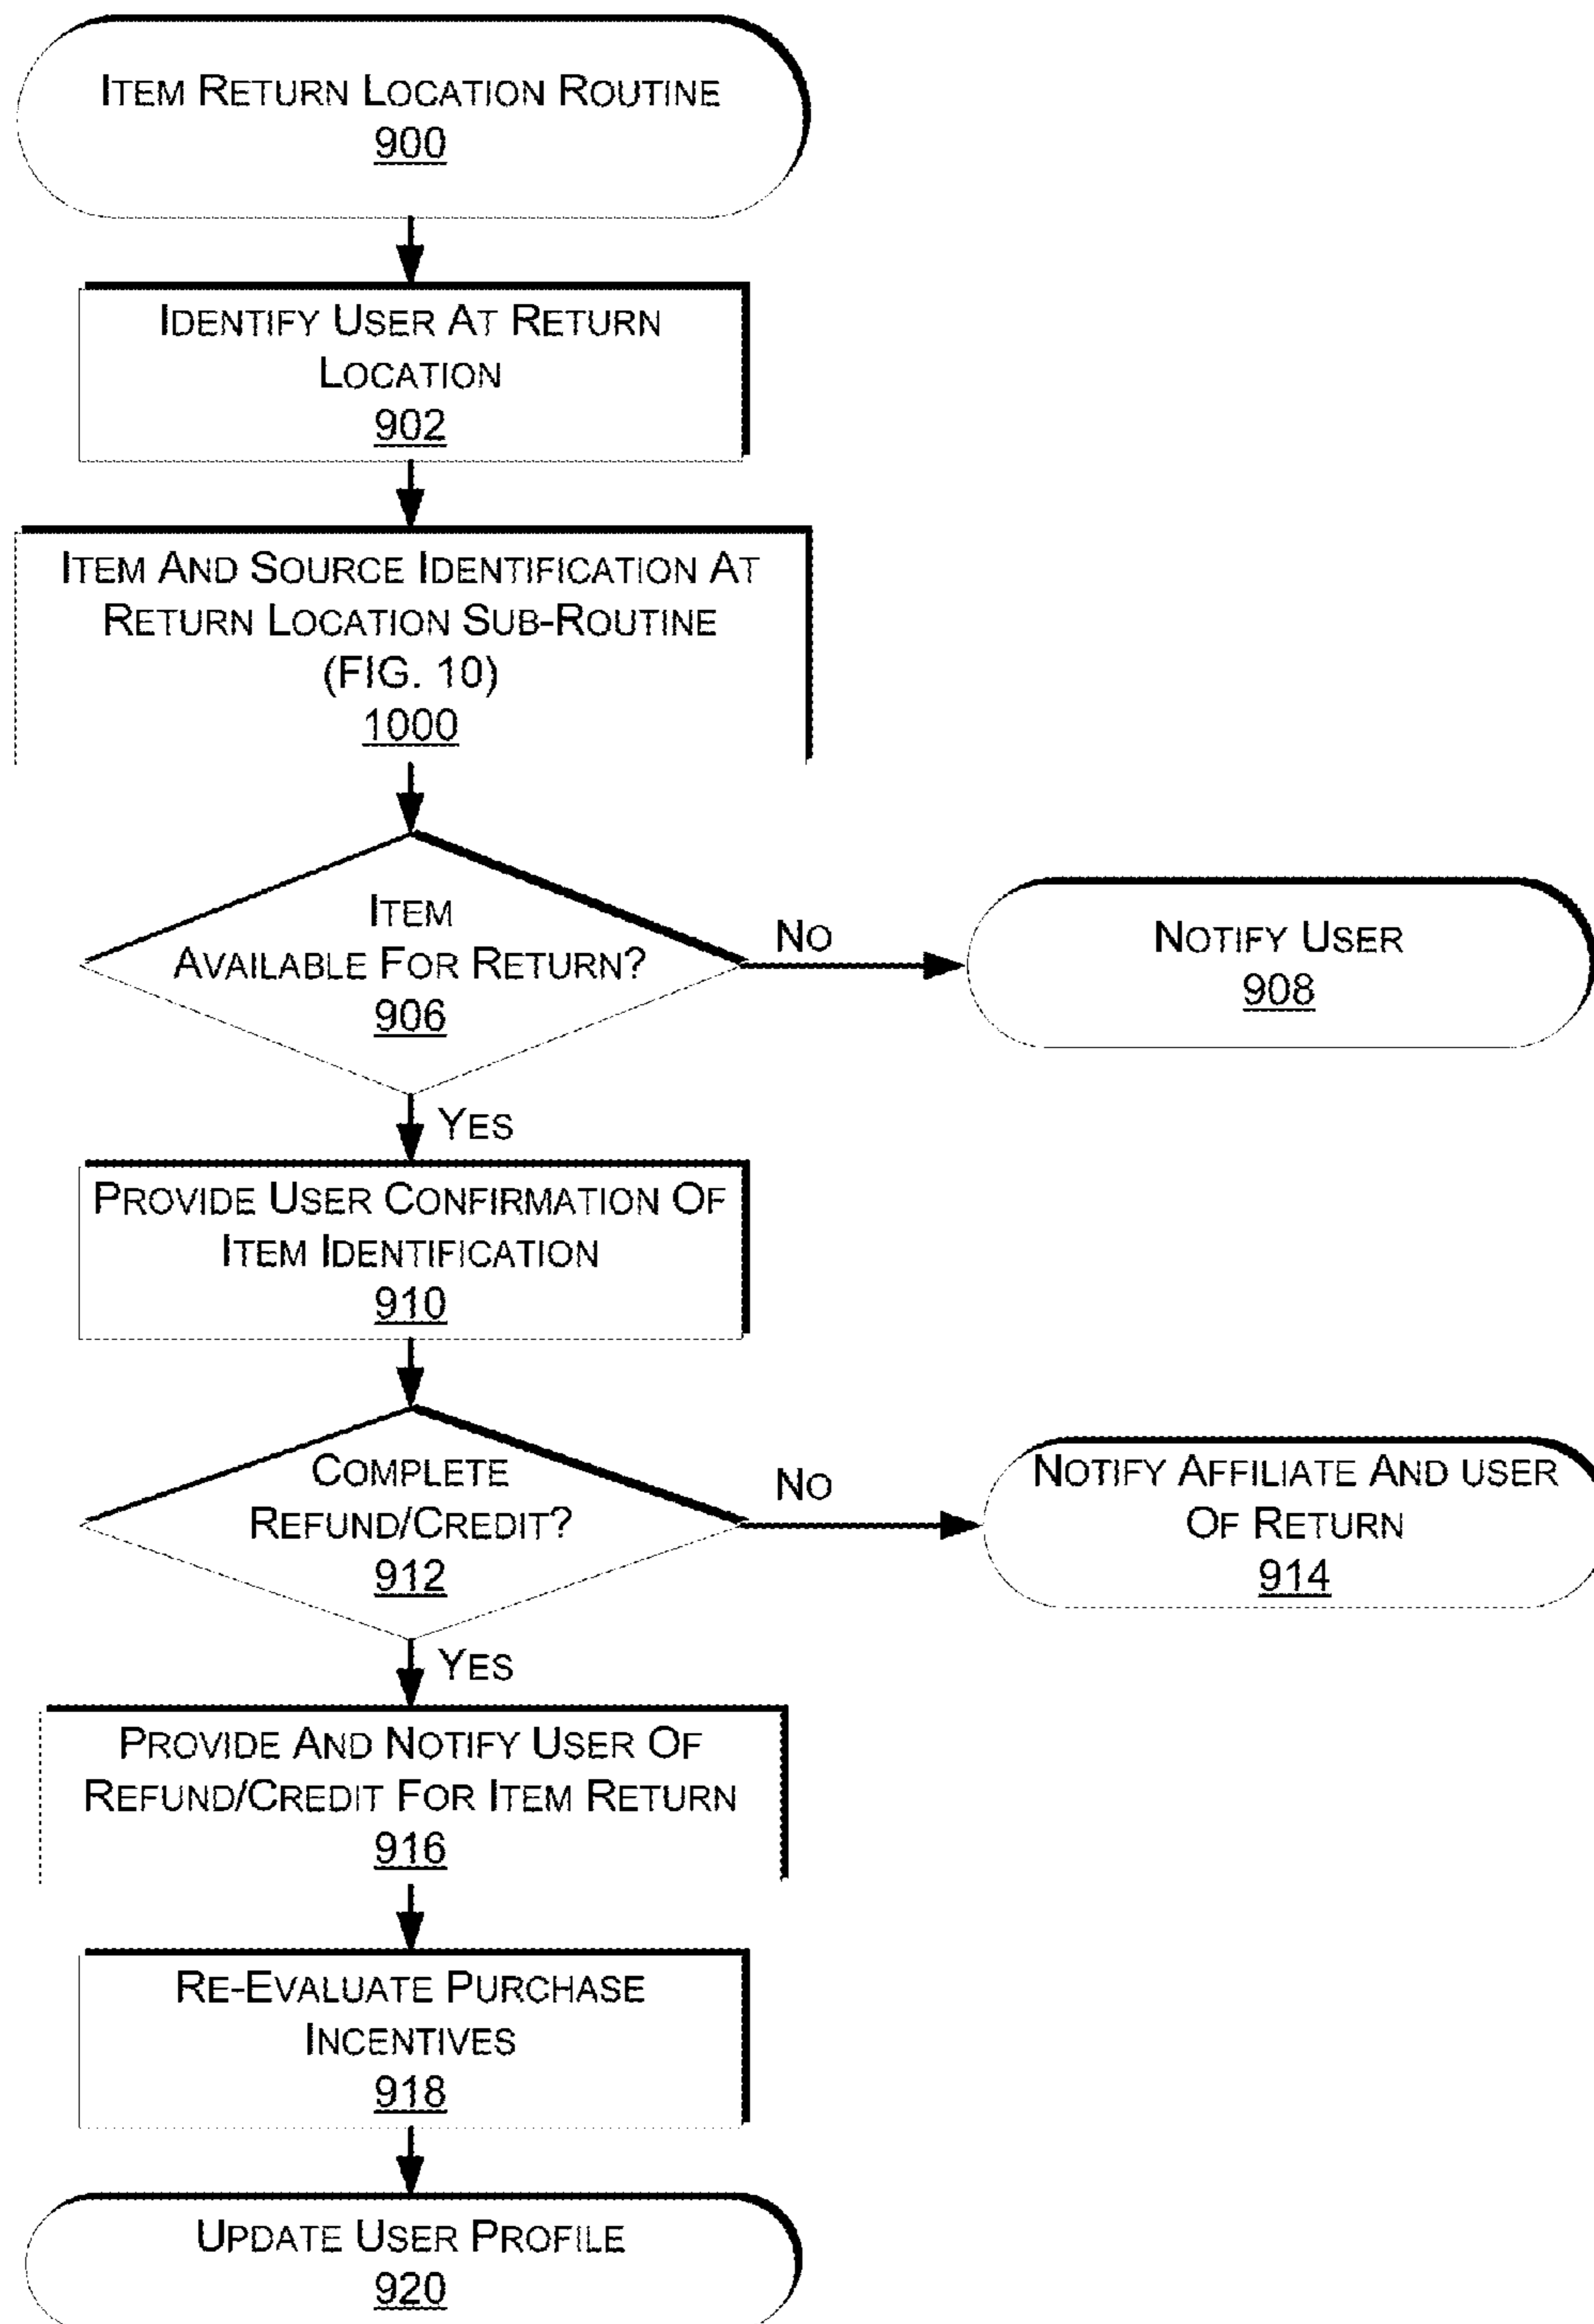 ITEM RETURN LOCATION ROUTINE
900
IDENTIFY USER AT RETURN
LOCATION
902
ITEM AND SOURCE IDENTIFICATION AT
RETURN LOCATION SUB-ROUTINE
(FIG. 10)
1000
ITEM
AVAILABLE FOR RETURN?
906
NO
NOTIFY USER
908
YES
PROVIDE USER CONFIRMATION OF
ITEM IDENTIFICATION
910
COMPLETE
REFUND/CREDIT?
912
NO
NOTIFY AFFILIATE AND USER
OF RETURN
914
YES
PROVIDE AND NOTIFY USER OF
REFUND/CREDIT FOR ITEM RETURN
916
RE-EVALUATE PURCHASE
INCENTIVES
918
UPDATE USER PROFILE
920